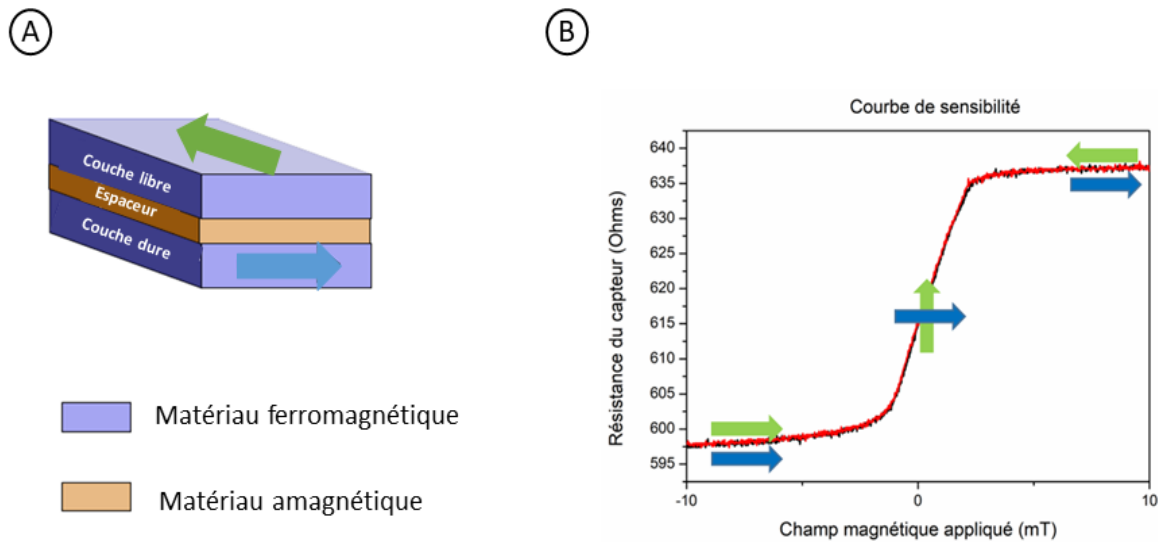 A
B
Couche libre
Espaceur
Couche dure
Matériau ferromagnétique
Matériau amagnétique
Courbe de sensibilité
Résistance du capteur (Ohms)
640
635
630
625
620
615
610
605
600
595
-10
0
10
Champ magnétique appliqué (mT)